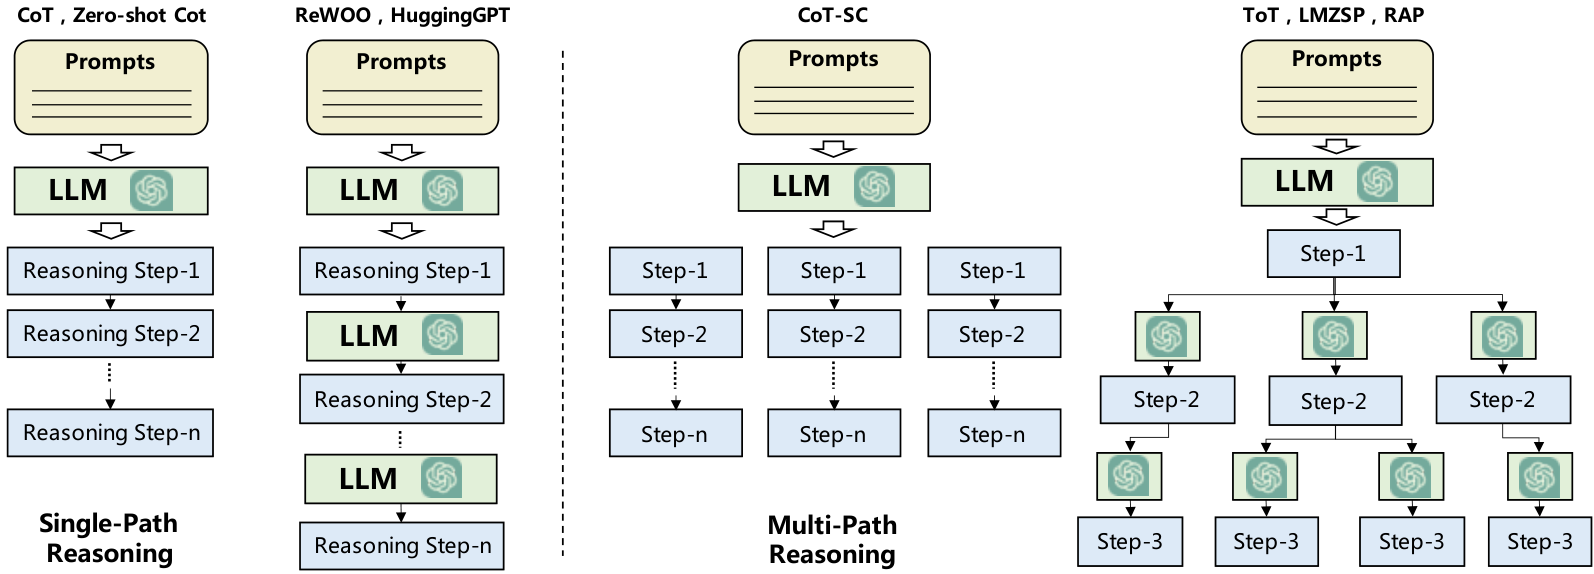 CoT , Zero-shot Cot
Prompts
LLM
Reasoning Step-1
Reasoning Step-2
Reasoning Step-n
Single-Path
Reasoning
ReWOO , HuggingGPT
Prompts
LLM
Reasoning Step-1
LLM
Reasoning Step-2
LLM
Reasoning Step-n
CoT-SC
Prompts
LLM
Step-1 Step-1 Step-1
Step-2 Step-2 Step-2
Step-n Step-n Step-n
Multi-Path
Reasoning
ToT , LMZSP , RAP
Prompts
LLM
Step-1
Step-2 Step-2 Step-2
Step-3 Step-3 Step-3 Step-3